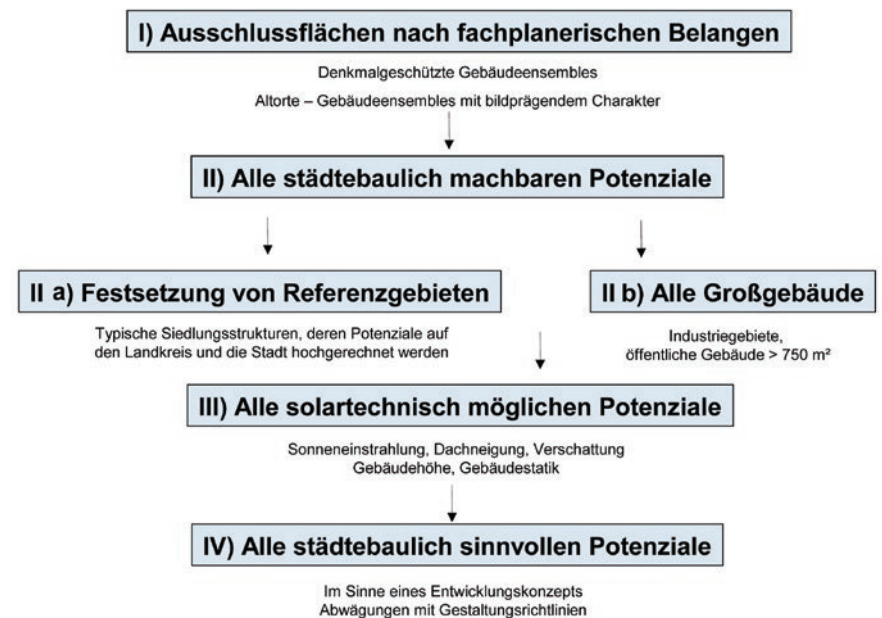 I) Ausschlussflächen nach fachplanerischen Belangen
Denkmalgeschützte Gebäudeensembles
Altorte – Gebäudeensembles mit bildprägendem Charakter
II) Alle städtebaulich machbaren Potenziale
II a) Festsetzung von Referenzgebieten
Typische Siedlungsstrukturen, deren Potenziale auf
den Landkreis und die Stadt hochgerechnet werden
II b) Alle Großgebäude
Industriegebiete,
öffentliche Gebäude > 750 m²
III) Alle solartechnisch möglichen Potenziale
Sonneneinstrahlung, Dachneigung, Verschattung
Gebäudehöhe, Gebäudestatik
IV) Alle städtebaulich sinnvollen Potenziale
Im Sinne eines Entwicklungskonzepts
Abwägungen mit Gestaltungsrichtlinien